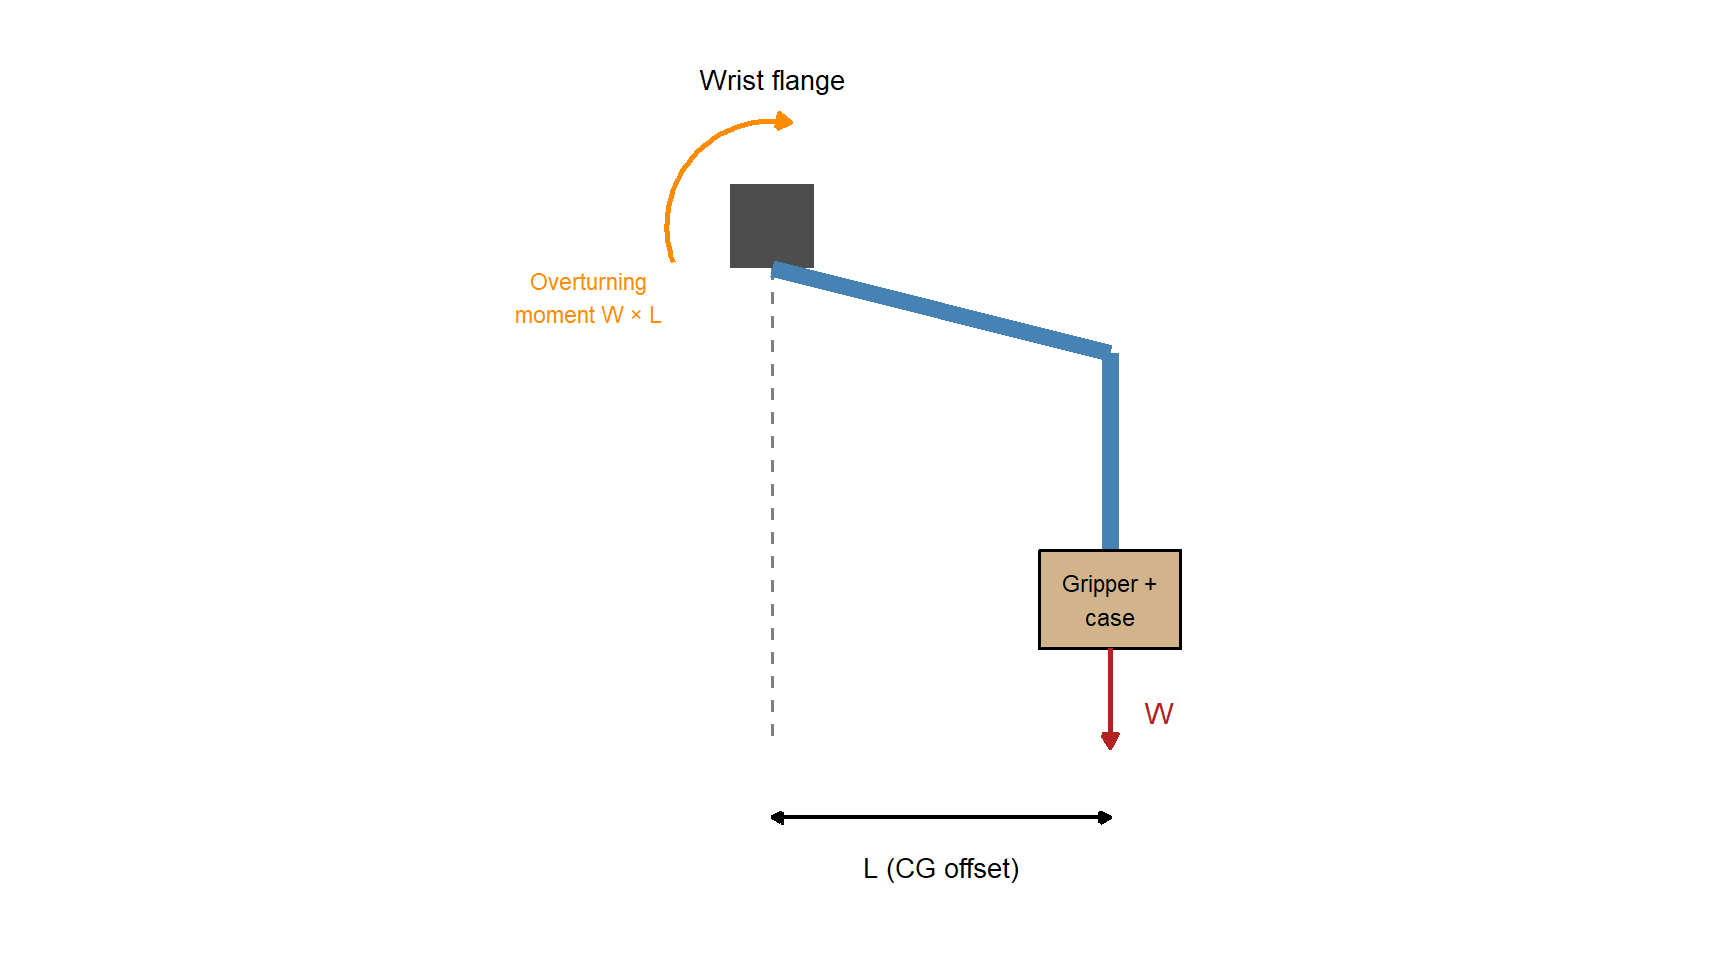 Wrist flange
Overturning
moment W × L
Gripper +
case
W
L (CG offset)